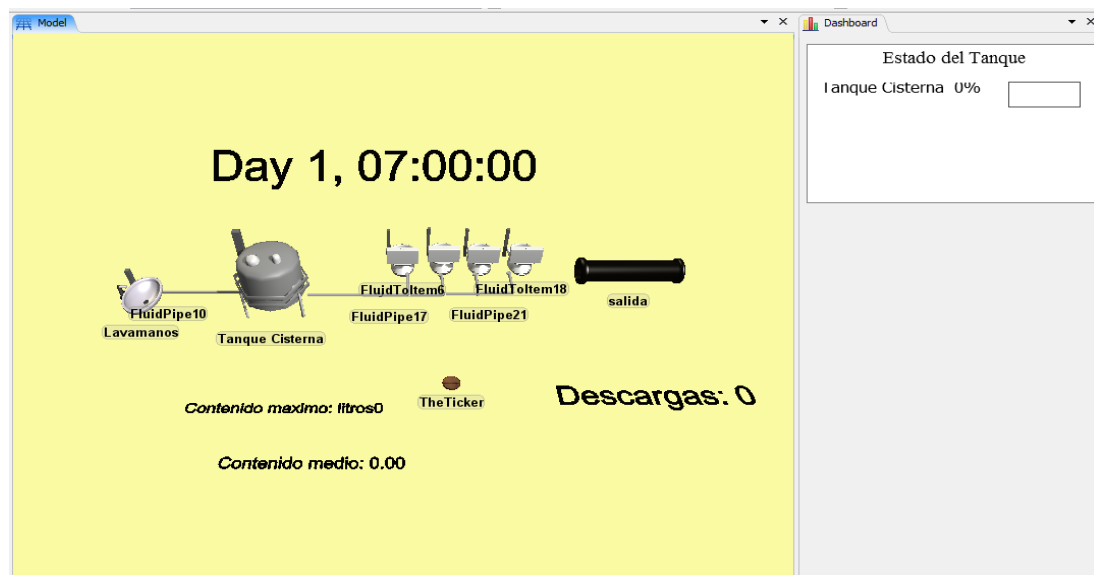 Model
Dashboard
Estado del Tanque
Tanque Cisterna 0%
Day 1, 07:00:00
FluidToItem6
FluidToItem18
FluidPipe10
salida
Lavamanos
FluidPipe17
FluidPipe21
Tanque Cisterna
TheTicker
Descargas: 0
Contenido maximo: litros0
Contenido medio: 0.00